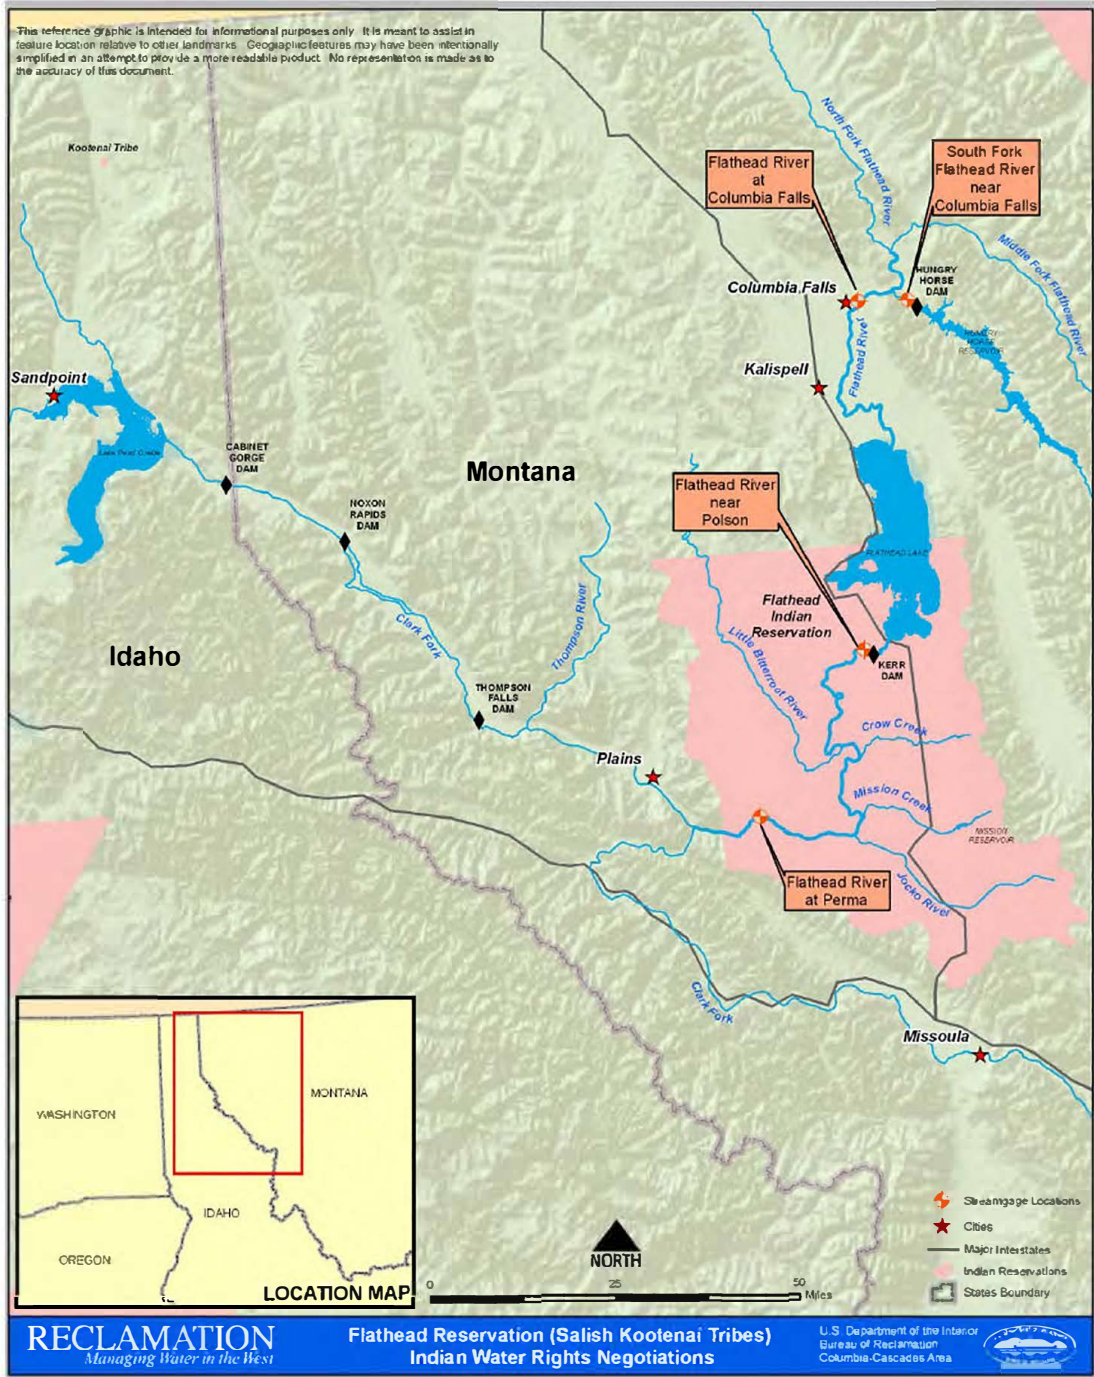 This reference graphic is intended for informational purposes only. It is meant to assist in
feature location relative to other landmarks. Geographic features may have been intentionally
simplified in an attempt to provide a more readable product. No representation is made as to
the accuracy of this document.
Kootenai Tribe
North Fork Flathead River
Flathead River
at
Columbia Falls
South Fork
Flathead River
near
Columbia Falls
Middle Fork Flathead River
HUNGRY
HORSE
DAM
Columbia Falls
HUNGRY
HORSE
RESERVOIR
Flathead River
Kalispell
Sandpoint
CABINET
GORGE
DAM
Montana
Flathead River
near
Polson
NOXON
RAPIDS
DAM
FLATHEAD LAKE
Flathead
Indian
Reservation
Clark Fork
Thompson River
Little Bitterroot River
Idaho
KERR
DAM
THOMPSON
FALLS
DAM
Crow Creek
Plains
Mission Creek
MISSION
RESERVOIR
Flathead River
at Perma
Jocko River
Clark Fork
Missoula
WASHINGTON
MONTANA
IDAHO
OREGON
LOCATION MAP
NORTH
0 25 50
Miles
Streamgage Locations
Cities
Major Interstates
Indian Reservations
States Boundary
RECLAMATION
Managing Water in the West
Flathead Reservation (Salish Kootenai Tribes)
Indian Water Rights Negotiations
U.S. Department of the Interior
Bureau of Reclamation
Columbia-Cascades Area